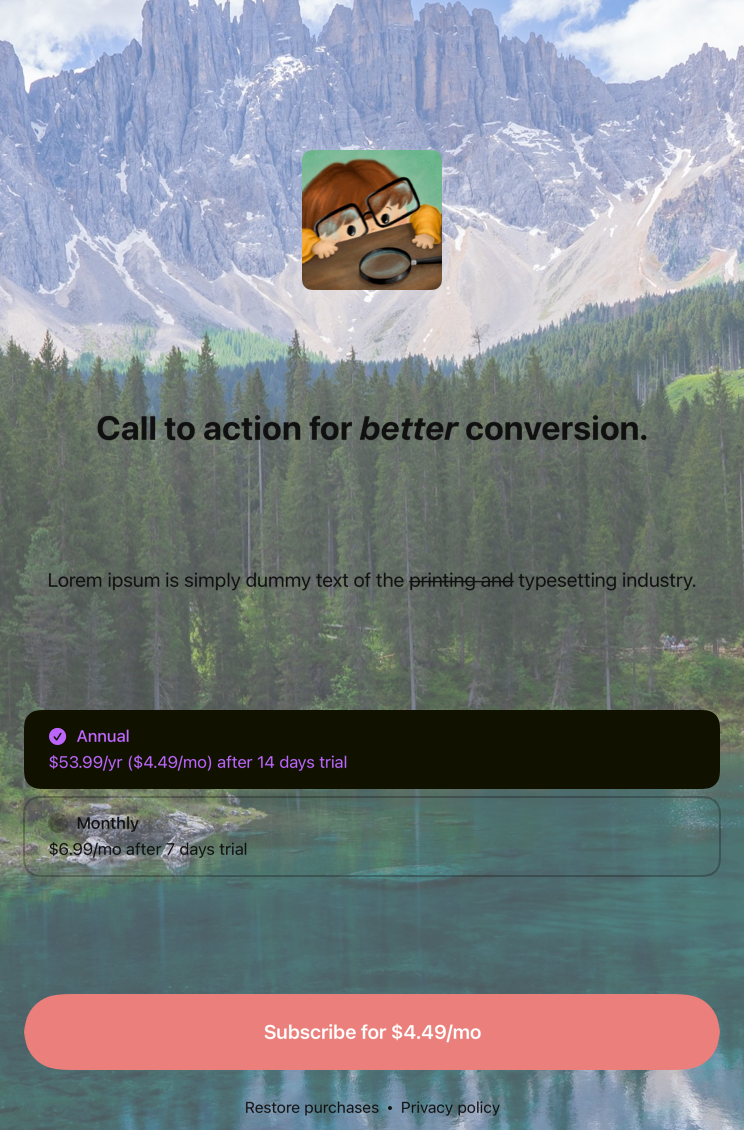 Call to action for better conversion.
Lorem ipsum is simply dummy text of the printing and typesetting industry.
Annual
$53.99/yr ($4.49/mo) after 14 days trial
Monthly
$6.99/mo after 7 days trial
Subscribe for $4.49/mo
Restore purchases • Privacy policy